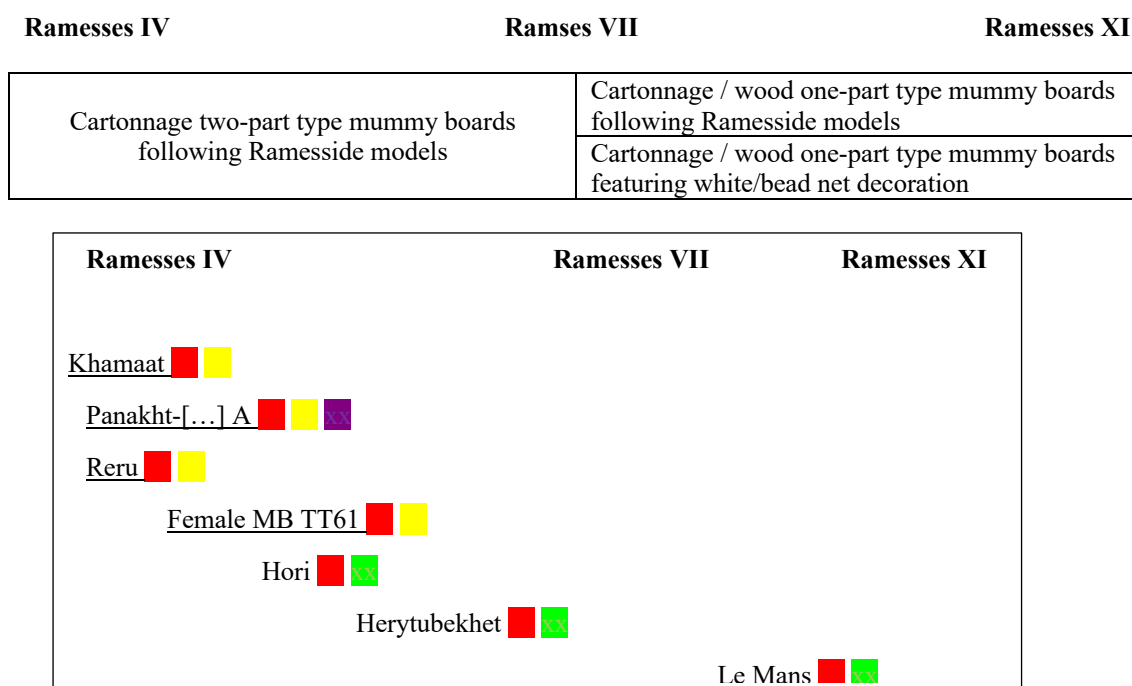 Ramesses IV Ramses VII Ramesses XI
Cartonnage two-part type mummy boards
following Ramesside models
Cartonnage / wood one-part type mummy boards
following Ramesside models
Cartonnage / wood one-part type mummy boards
featuring white/bead net decoration
Ramesses IV Ramesses VII Ramesses XI
Khamaat
Panakht-[…] A xx
Reru
Female MB TT61
Hori xx
Herytubekhet xx
Le Mans xx